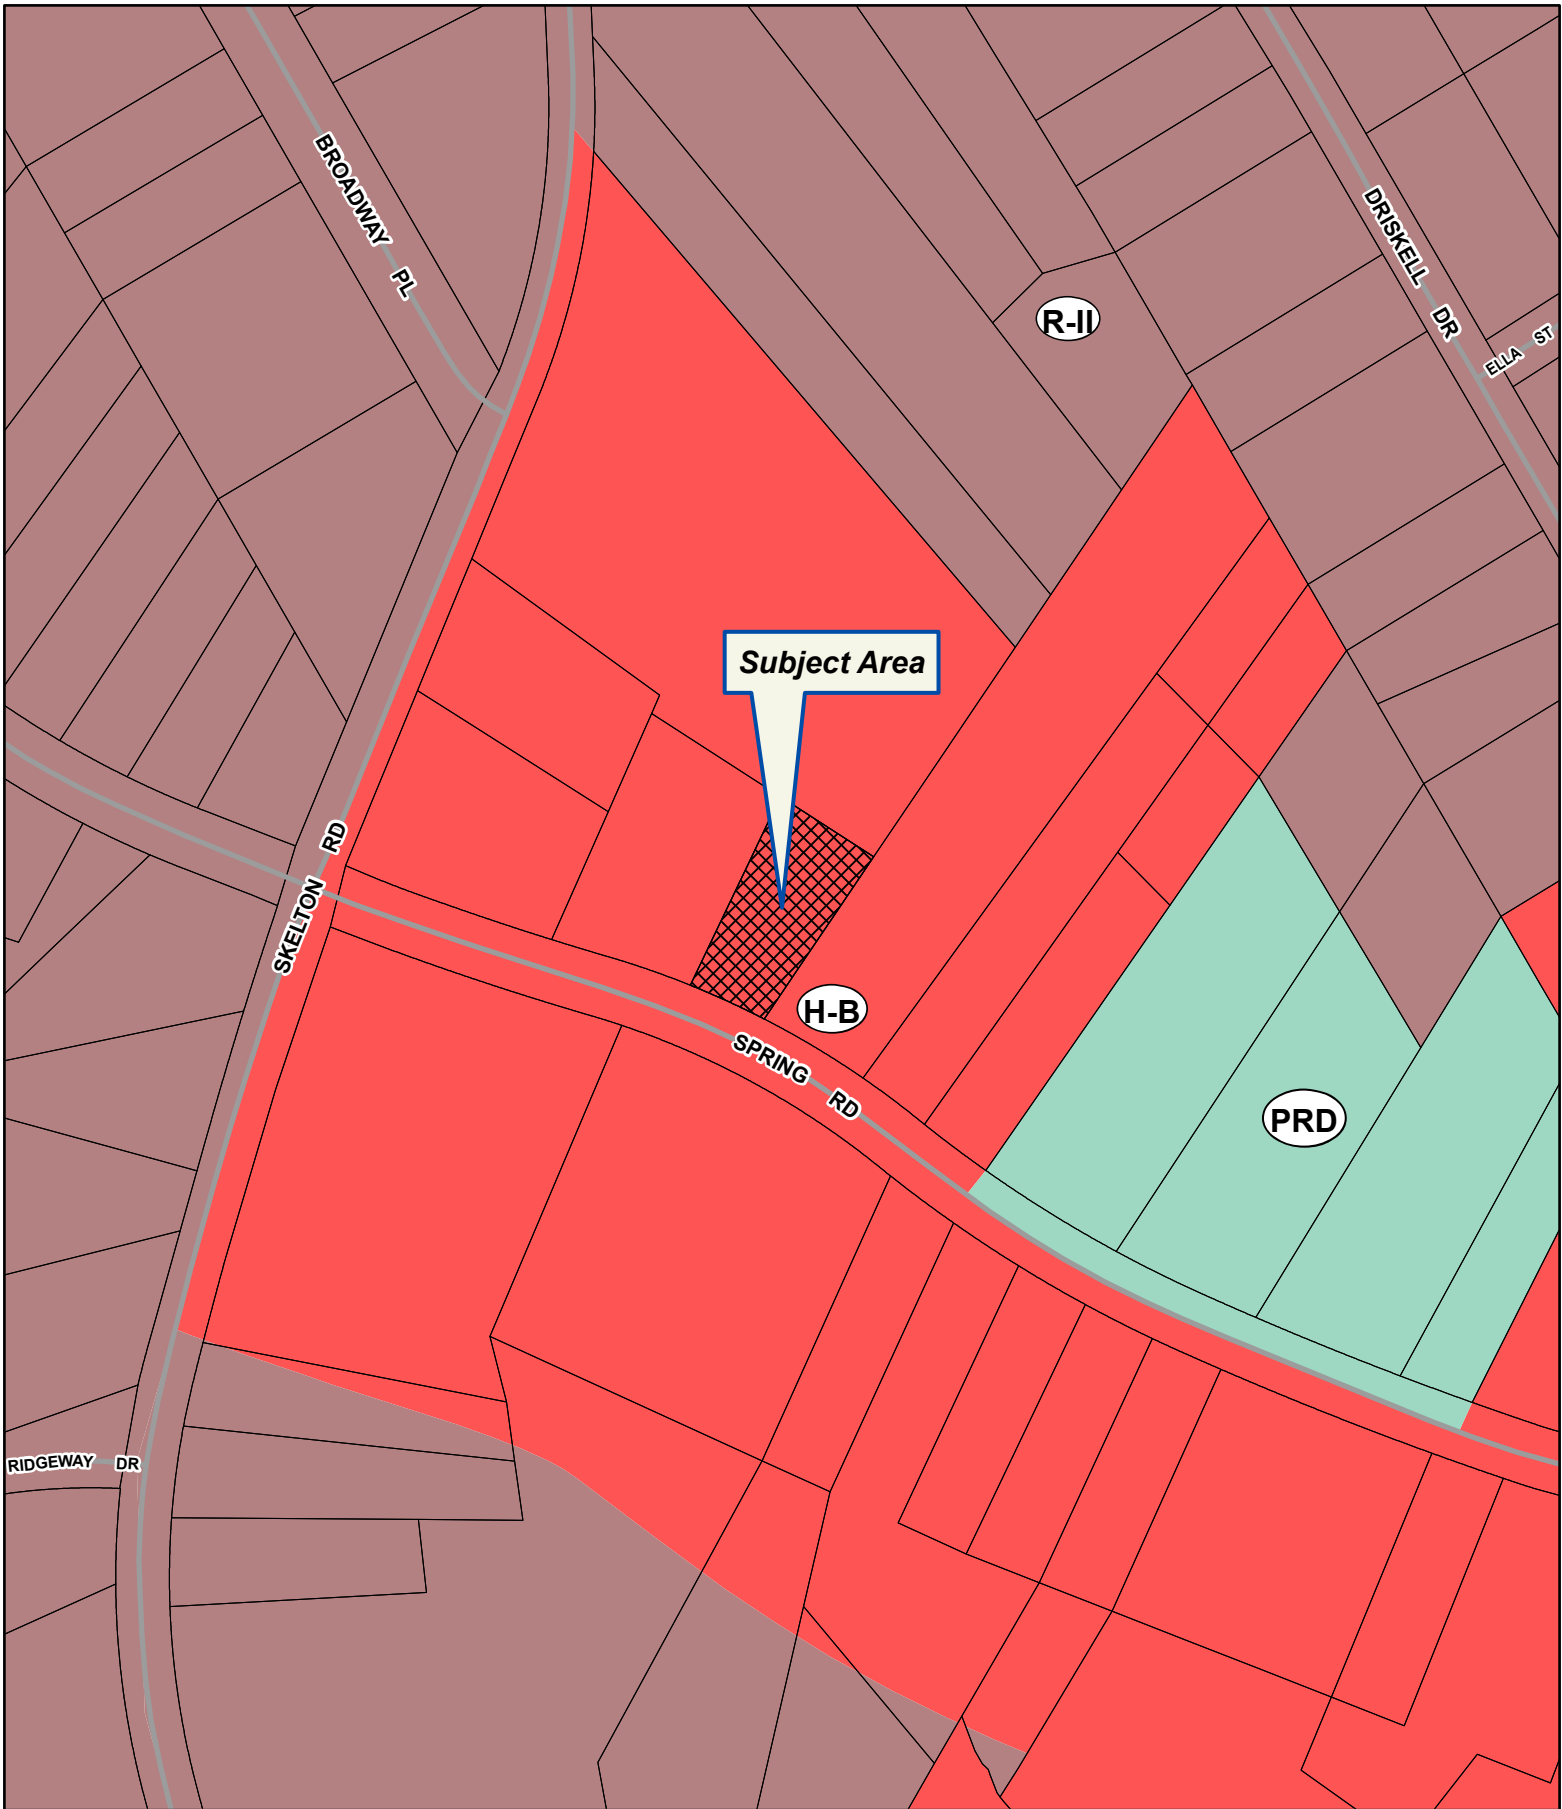 BROADWAY PL
DRISKELL DR
R-II
ELLA ST
Subject Area
SKELTON RD
H-B
SPRING RD
PRD
RIDGEWAY DR